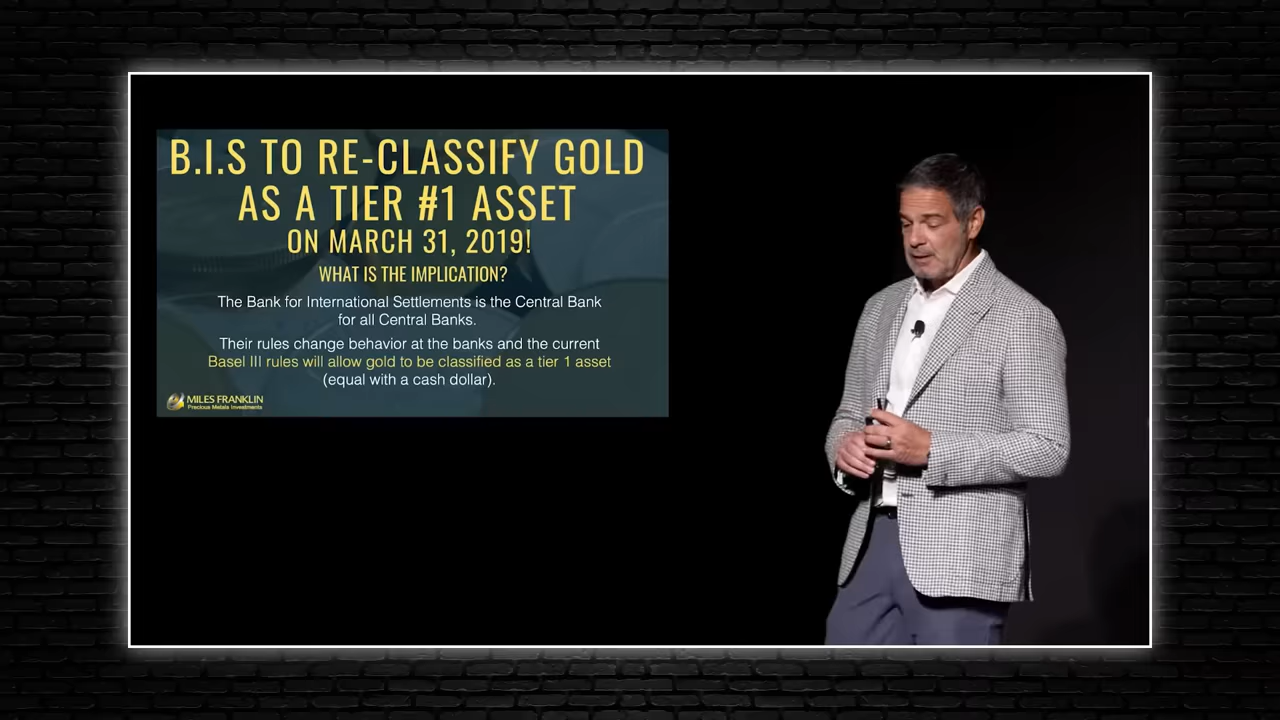 B.I.S TO RE-CLASSIFY GOLD
AS A TIER #1 ASSET
ON MARCH 31, 2019!
WHAT IS THE IMPLICATION?
The Bank for International Settlements is the Central Bank
for all Central Banks.
Their rules change behavior at the banks and the current
Basel III rules will allow gold to be classified as a tier 1 asset
(equal with a cash dollar).
MILES FRANKLIN
Precious Metals Investments